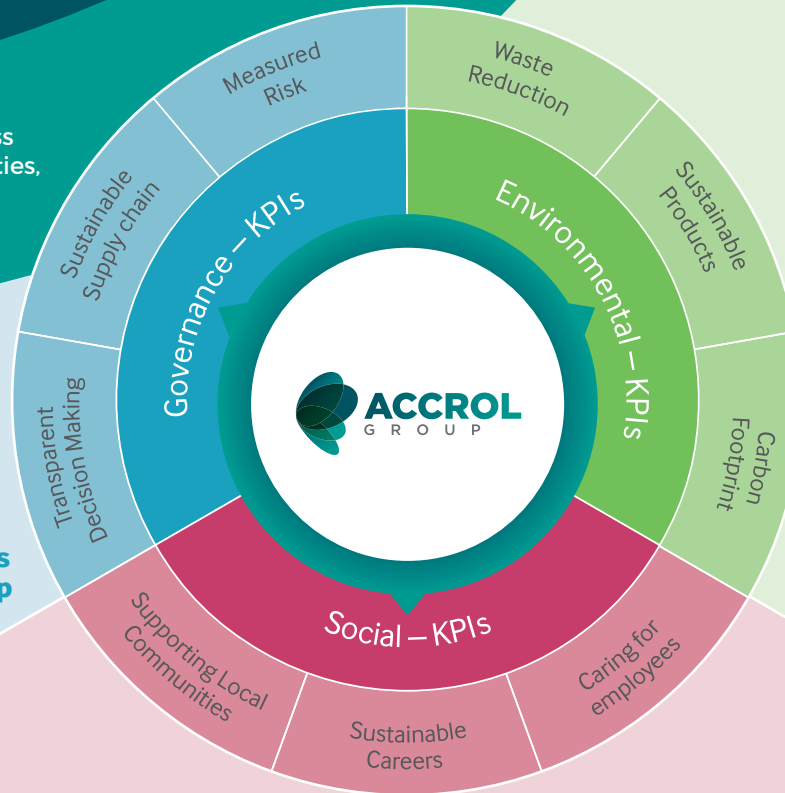 Measured
Risk
Waste
Reduction
Sustainable
Supply chain
Sustainable
Products
Governance – KPIs
Environmental – KPIs
ties,
ACCROL
GROUP
Transparent
Decision Making
Carbon
Footprint
Social – KPIs
Supporting Local
Communities
Sustainable
Careers
Caring for
employees